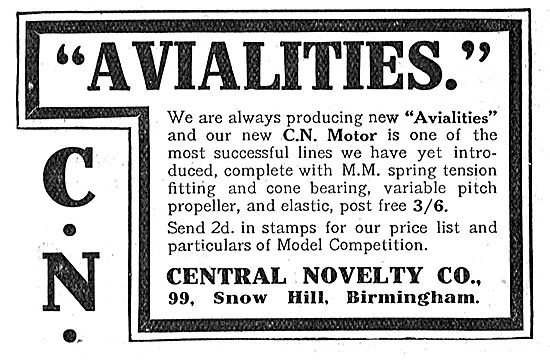 "AVIALITIES."
C.
N.
We are always producing new "Avialities"
and our new C.N. Motor is one of the
most successful lines we have yet intro-
duced, complete with M.M. spring tension
fitting and cone bearing, variable pitch
propeller, and elastic, post free 3/6.
Send 2d. in stamps for our price list and
particulars of Model Competition.
CENTRAL NOVELTY CO.,
99, Snow Hill, Birmingham.